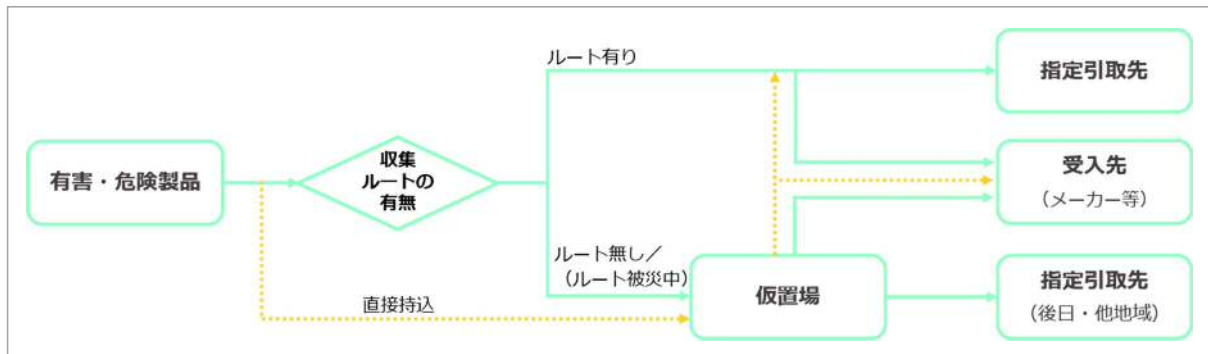 ルート有り
指定引取先
有害・危険製品
収集
ルートの
有無
受入先
（メーカー等）
ルート無し／
（ルート被災中）
直接持込
仮置場
指定引取先
（後日・他地域）